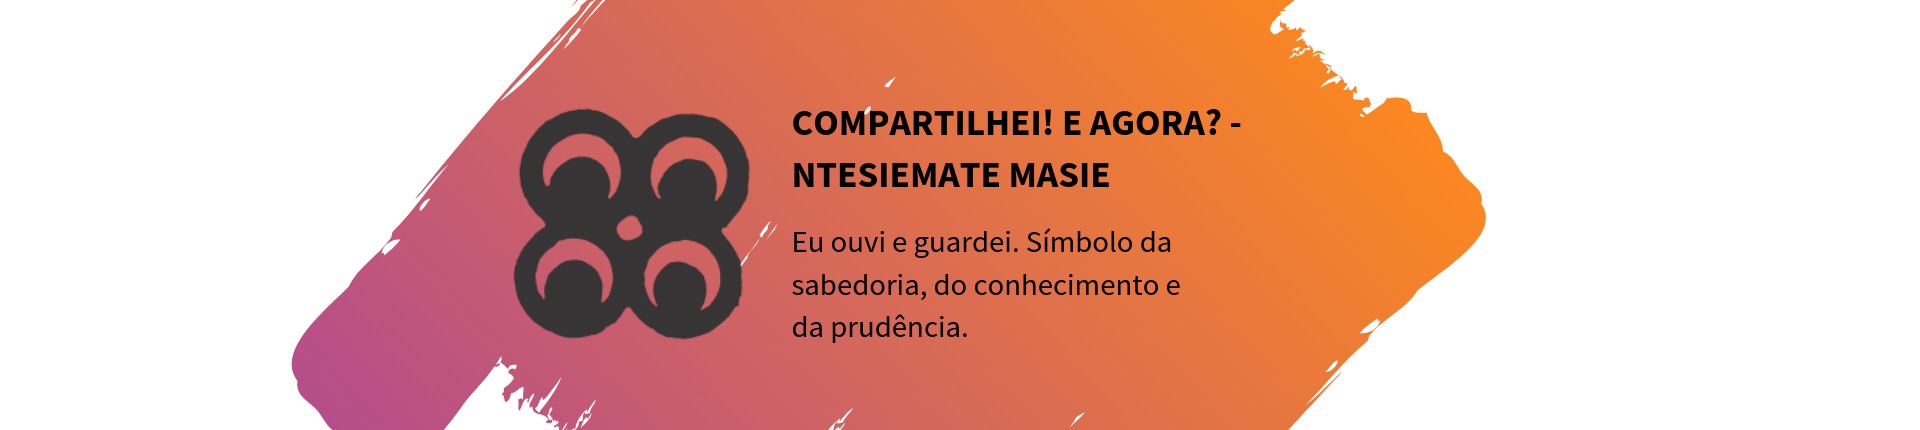 COMPARTILHEI! E AGORA? -
NTESIEMATE MASIE
Eu ouvi e guardei. Símbolo da
sabedoria, do conhecimento e
da prudência.